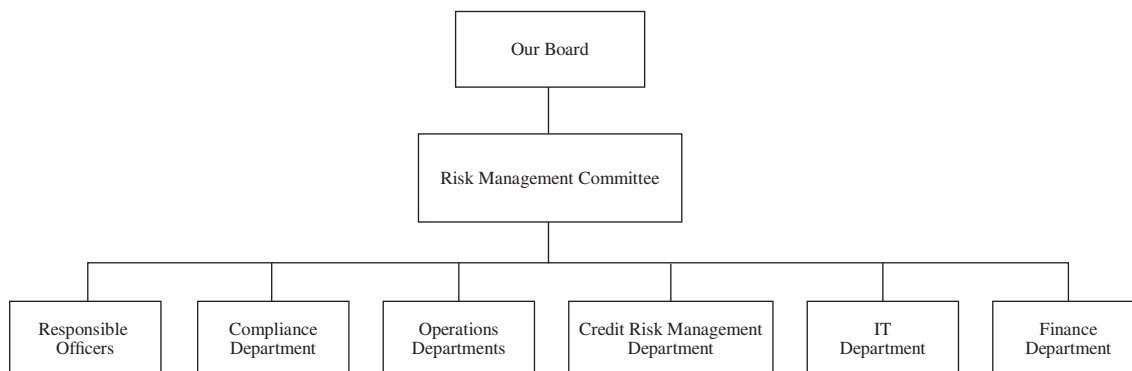 Our Board
Risk Management Committee
Responsible
Officers
Compliance
Department
Operations
Departments
Credit Risk Management
Department
IT
Department
Finance
Department